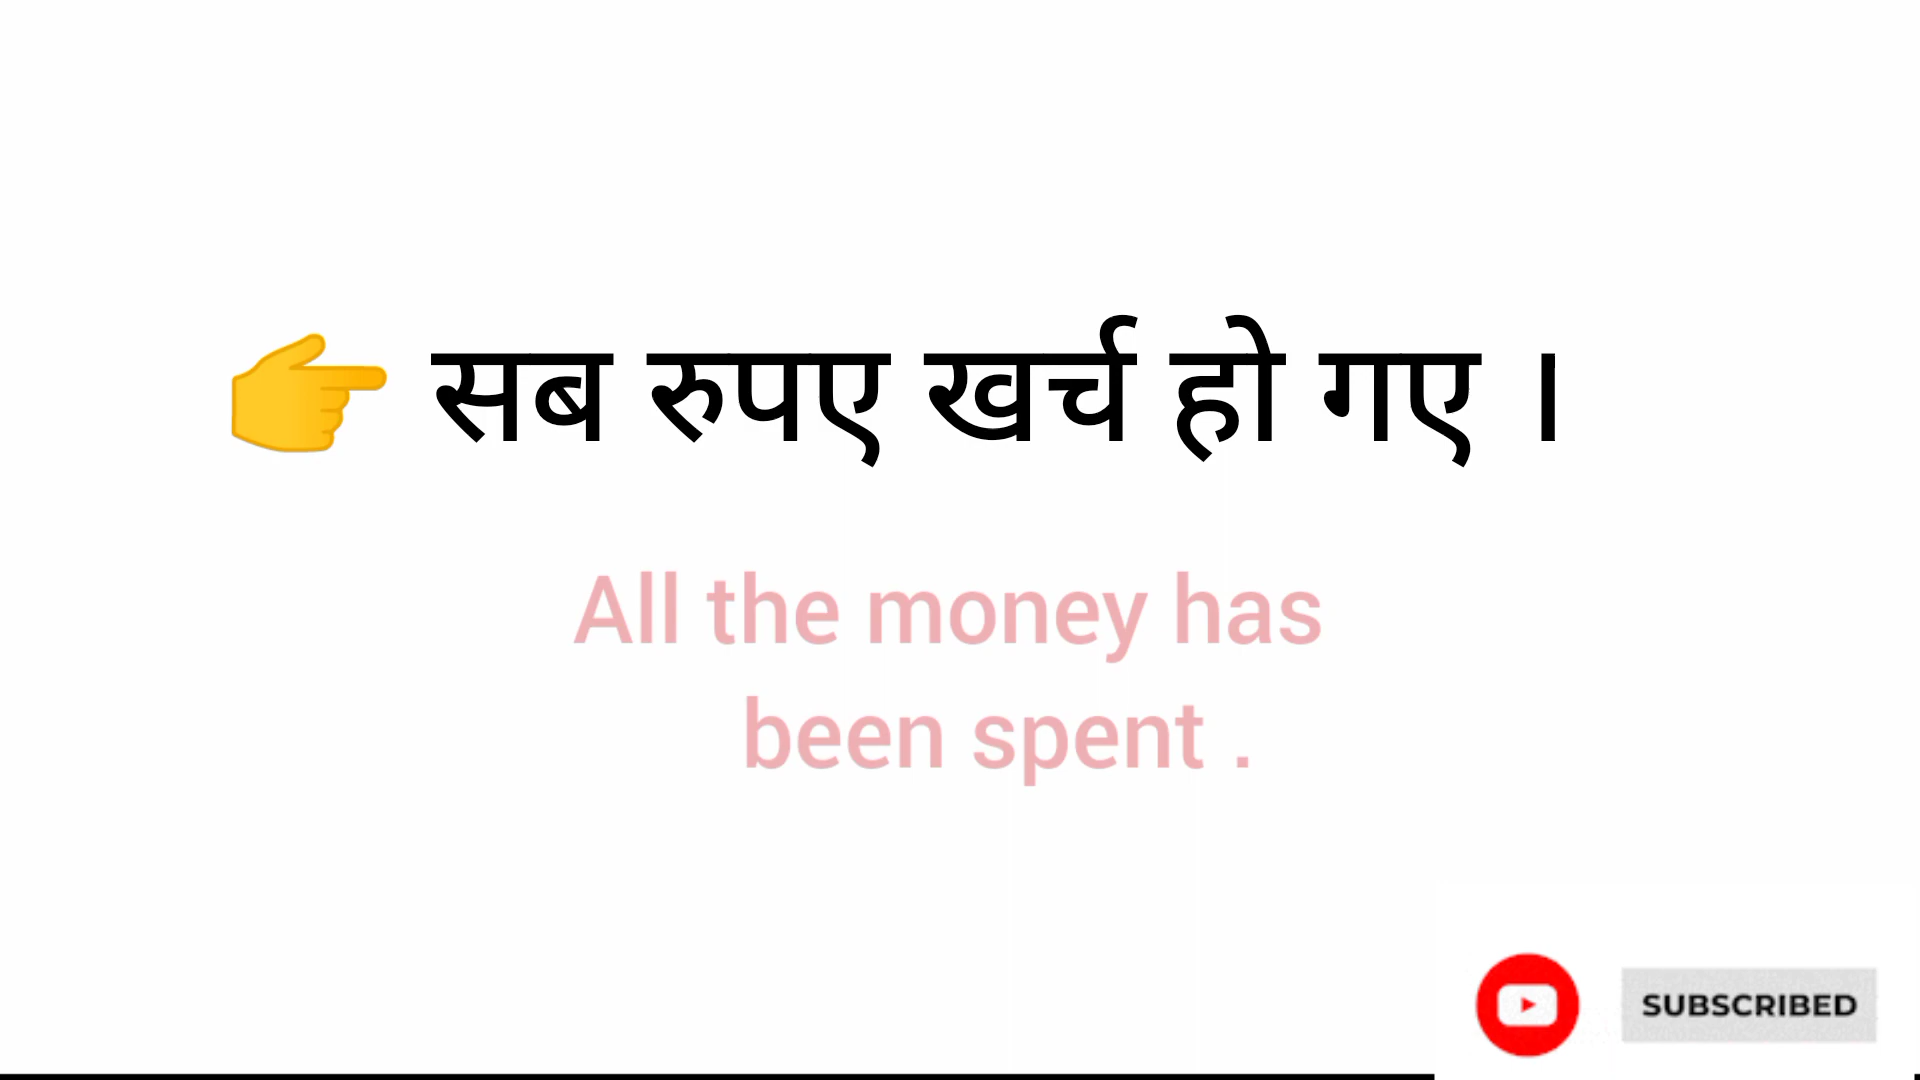 👉 सब रुपए खर्च हो गए ।
All the money has
been spent .
SUBSCRIBED